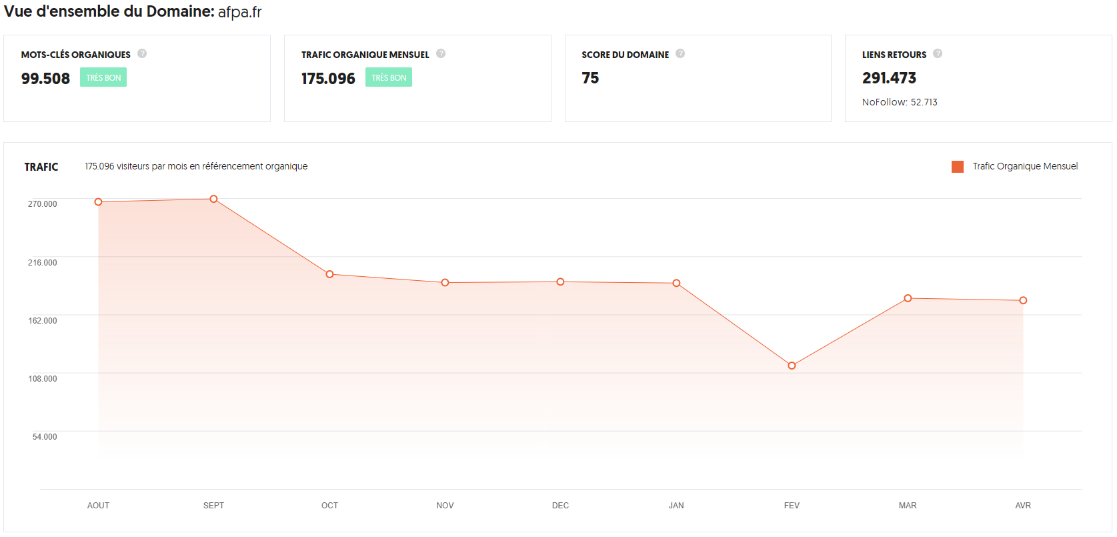 Vue d'ensemble du Domaine: afpa.fr
MOTS-CLÉS ORGANIQUES ?
99.508 TRÈS BON
TRAFIC ORGANIQUE MENSUEL ?
175.096 TRÈS BON
SCORE DU DOMAINE ?
75
LIENS RETOURS ?
291.473
NoFollow: 52.713
TRAFIC 175.096 visiteurs par mois en référencement organique
Trafic Organique Mensuel
270.000
216.000
162.000
108.000
54.000
AOUT SEPT OCT NOV DEC JAN FEV MAR AVR